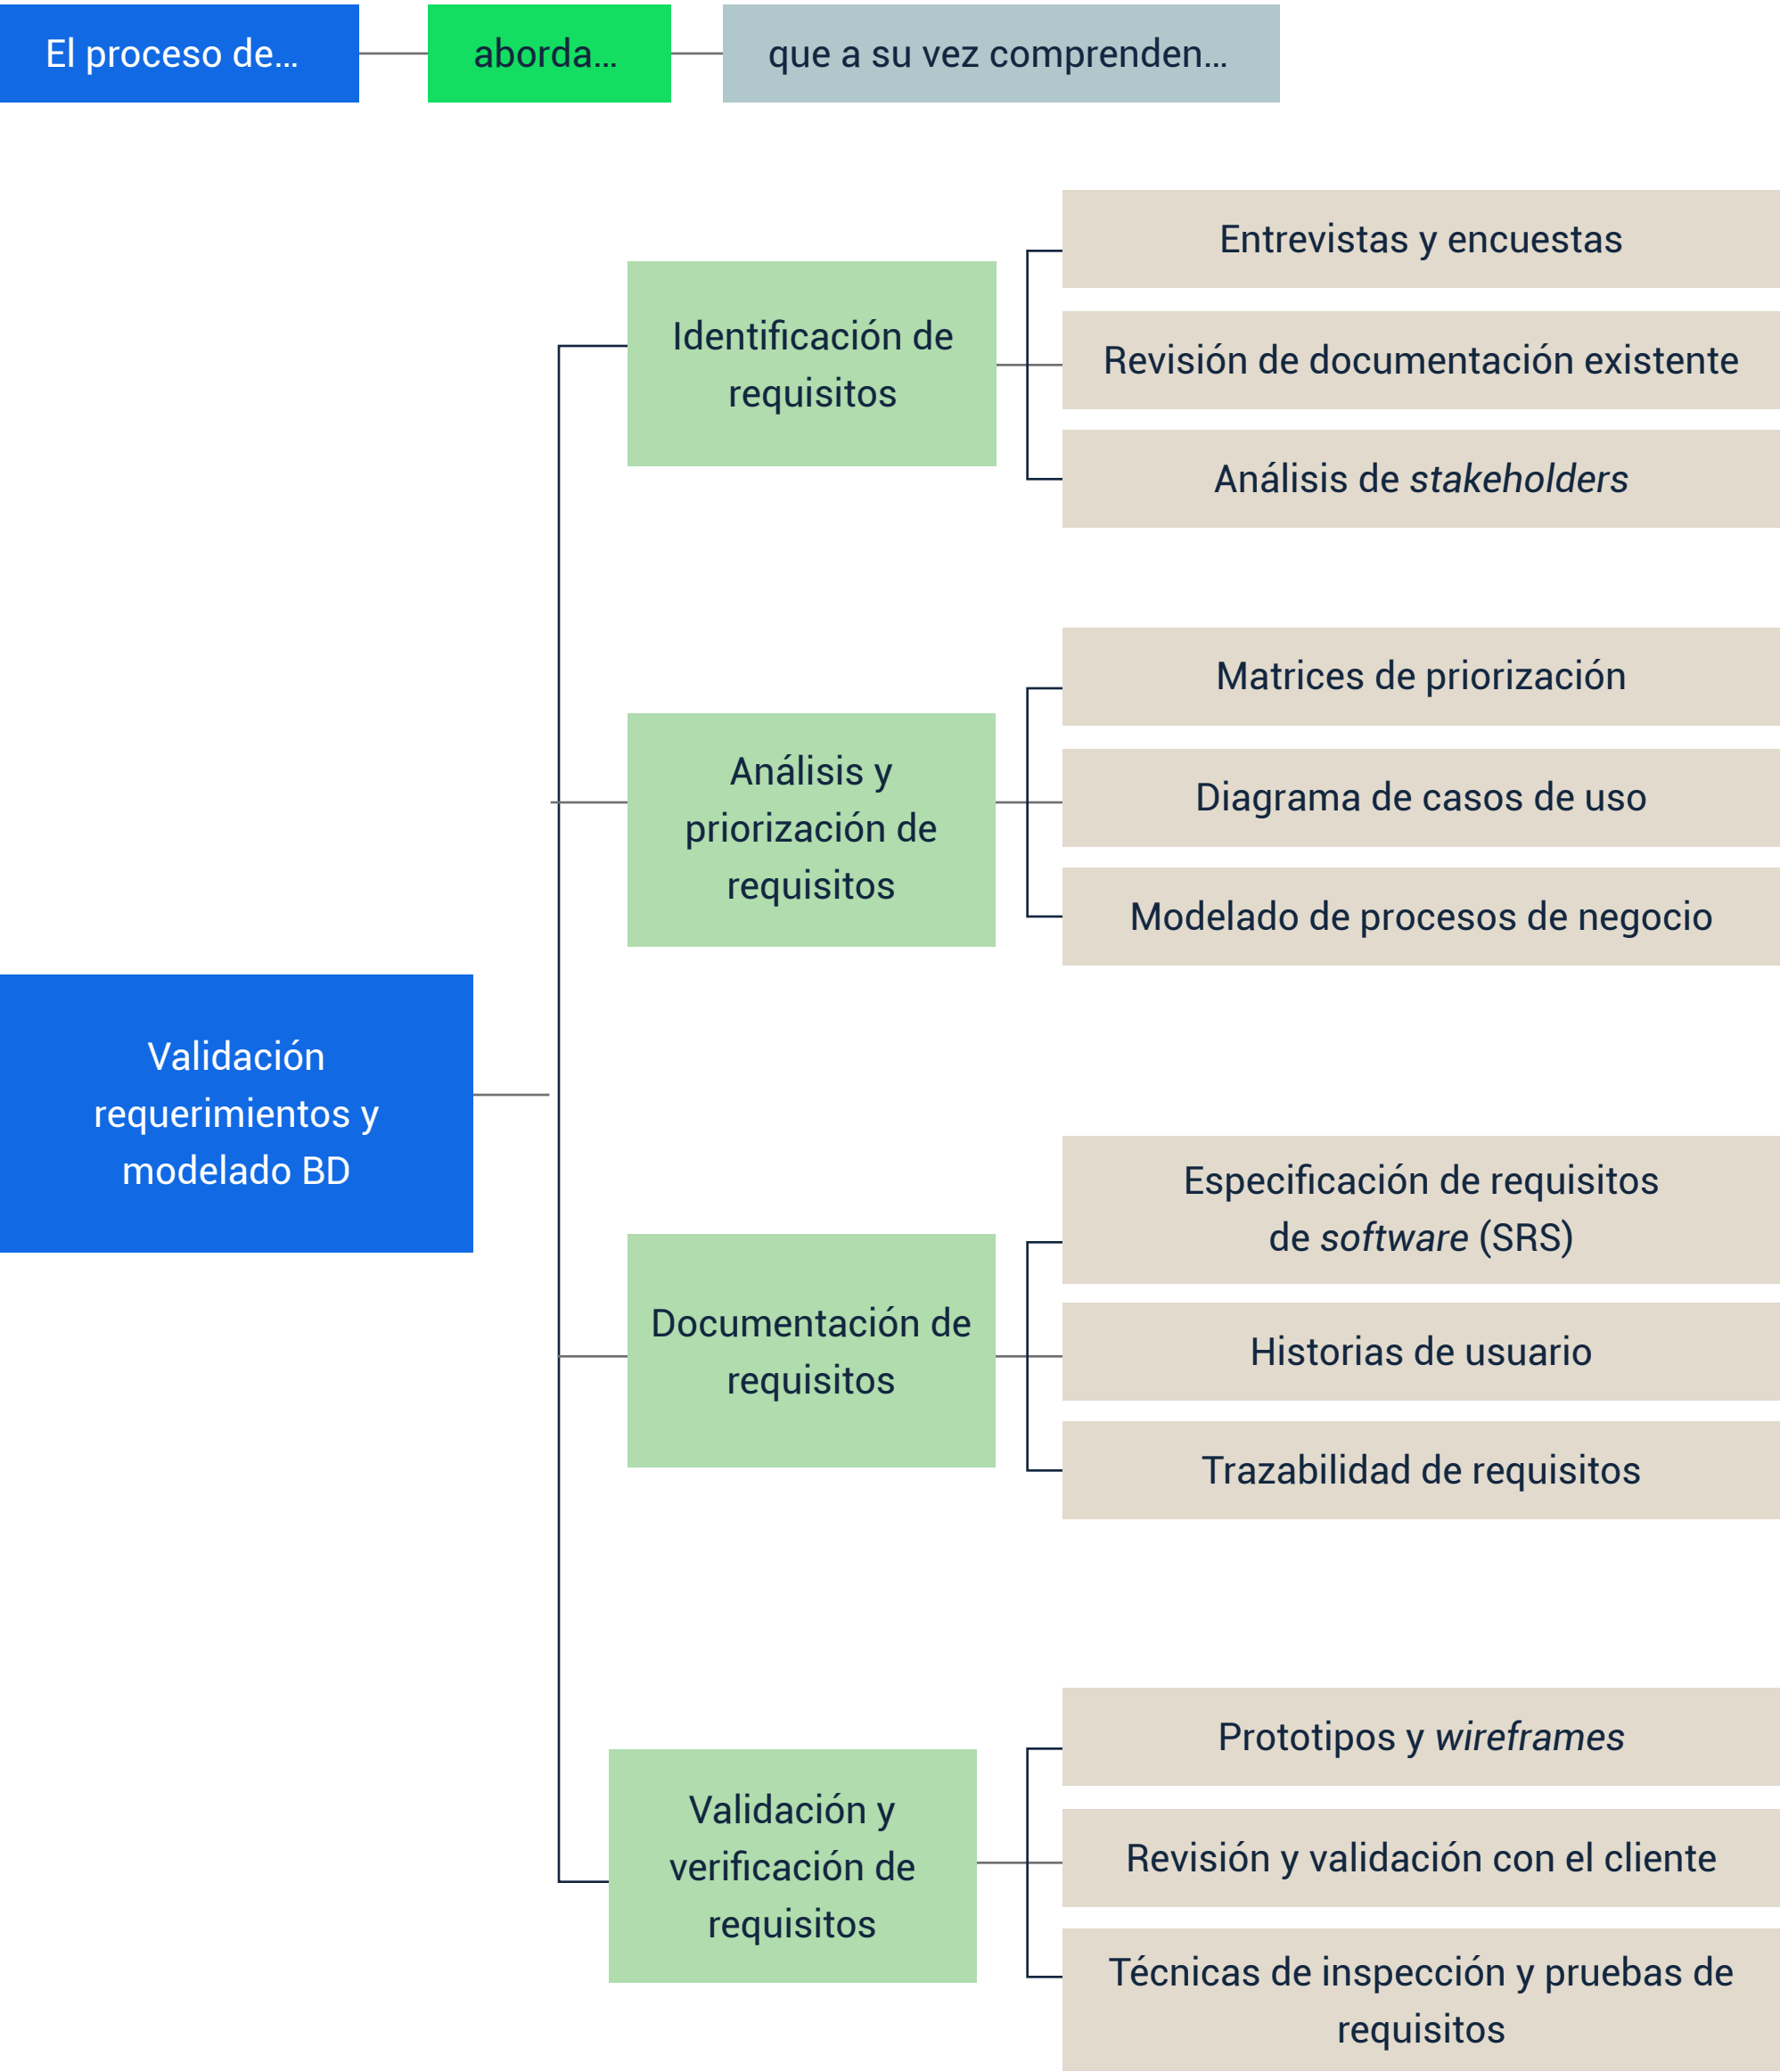 El proceso de...
aborda...
que a su vez comprenden...
Entrevistas y encuestas
Identificación de
requisitos
Revisión de documentación existente
Análisis de stakeholders
Matrices de priorización
Análisis y
priorización de
requisitos
Diagrama de casos de uso
Modelado de procesos de negocio
Validación
requerimientos y
modelado BD
Especificación de requisitos
de software (SRS)
Documentación de
requisitos
Historias de usuario
Trazabilidad de requisitos
Prototipos y wireframes
Validación y
verificación de
requisitos
Revisión y validación con el cliente
Técnicas de inspección y pruebas de
requisitos